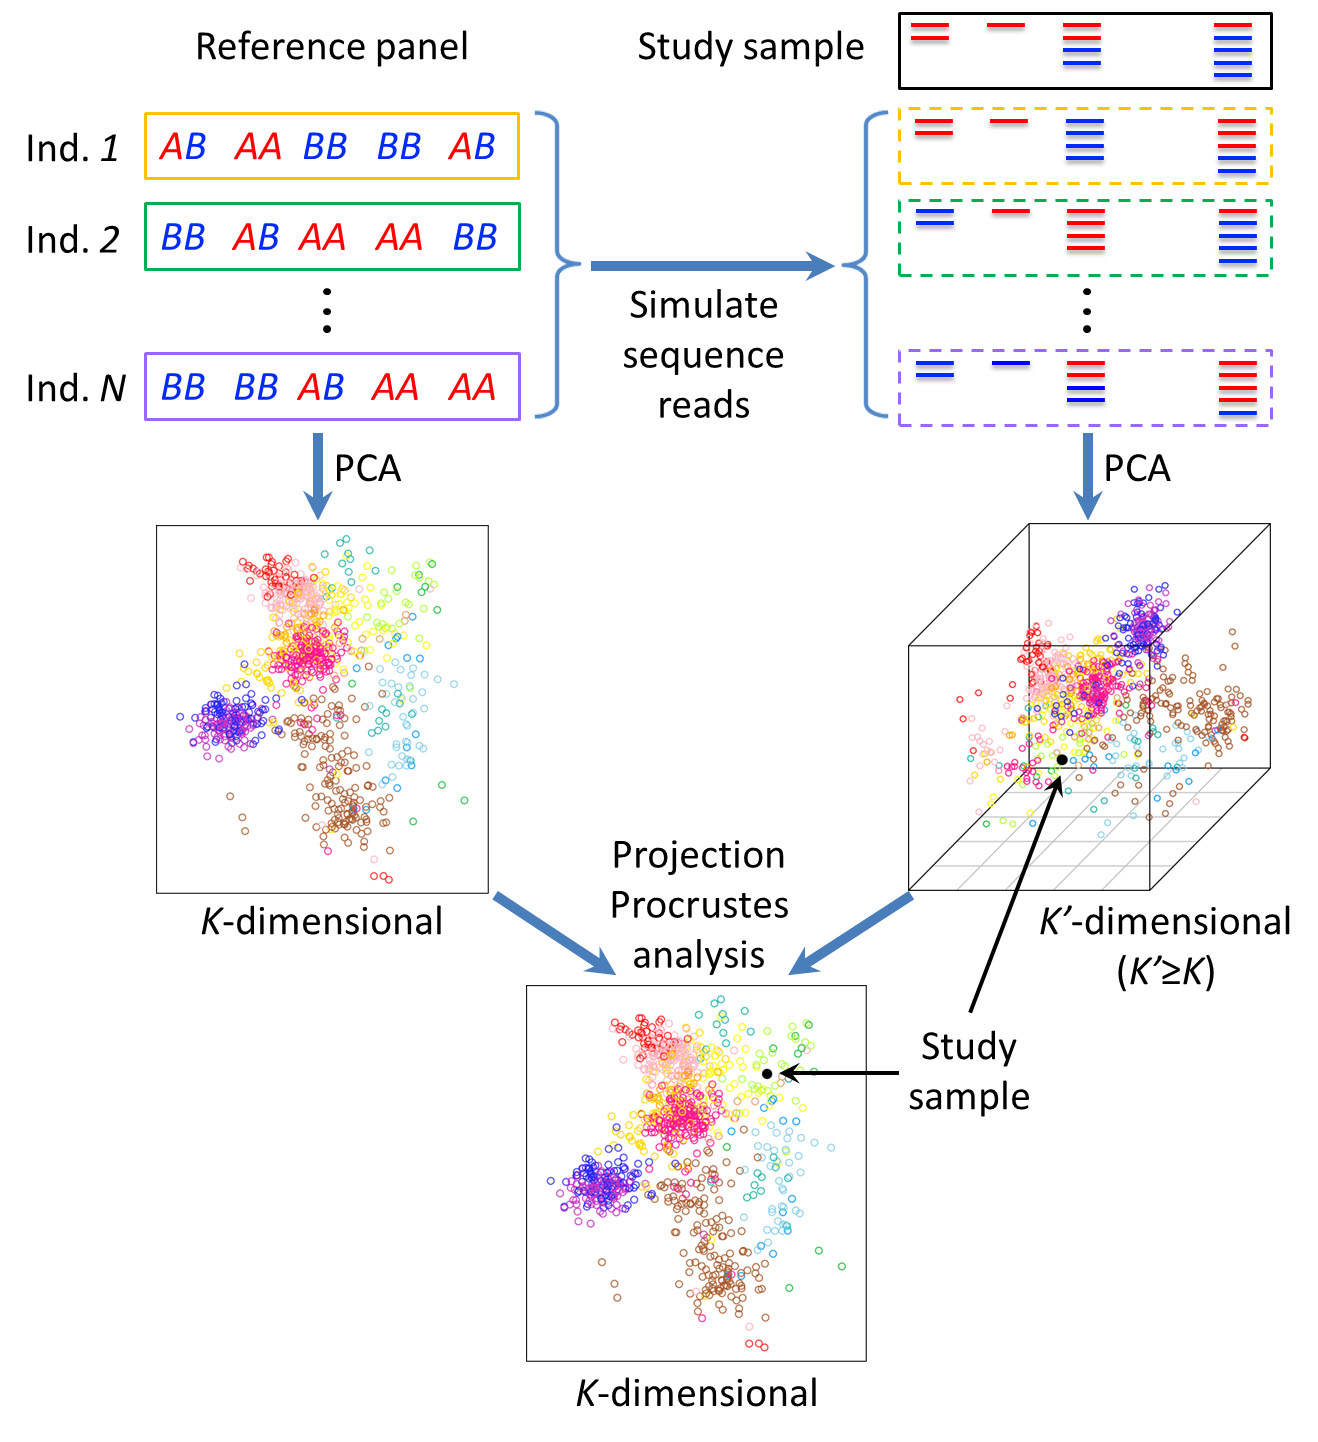 Reference panel
Study sample
Ind. 1 AB AA BB BB AB
Ind. 2 BB AB AA AA BB
Ind. N BB BB AB AA AA
Simulate
sequence
reads
PCA
PCA
K-dimensional
Projection
Procrustes
analysis
K’-dimensional
(K’≥K)
Study
sample
K-dimensional